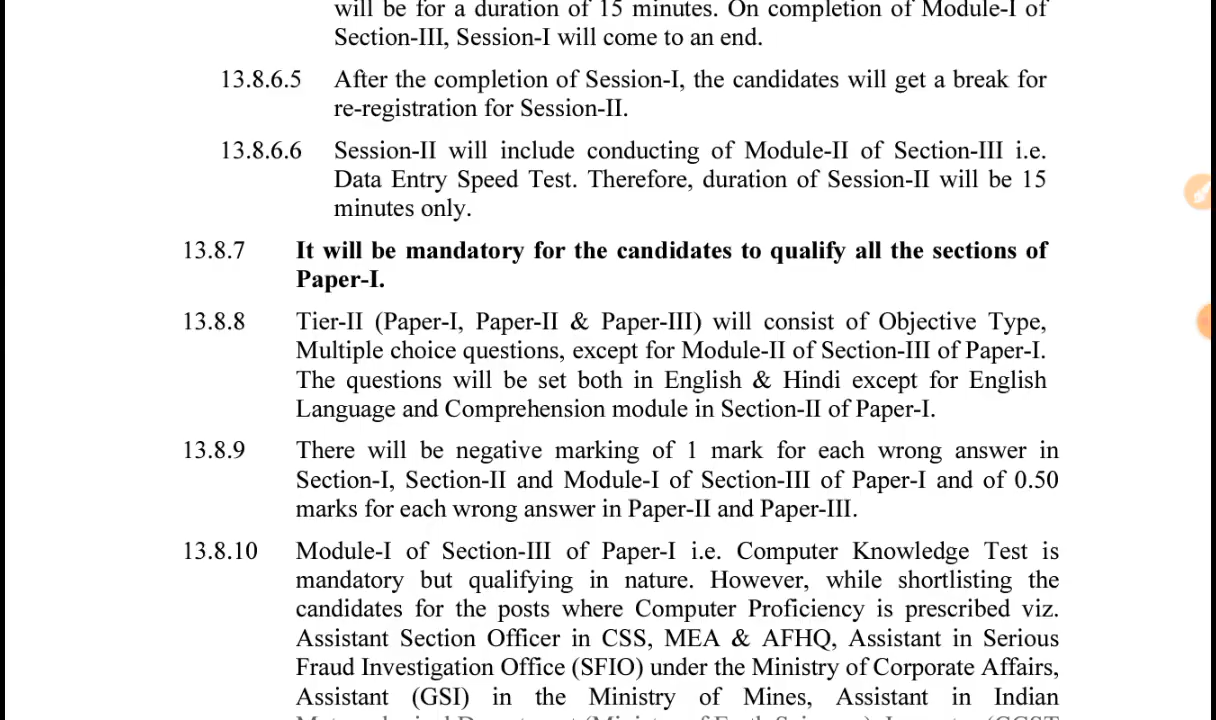 will be for a duration of 15 minutes. On completion of Module-I of
Section-III, Session-I will come to an end.
13.8.6.5 After the completion of Session-I, the candidates will get a break for
re-registration for Session-II.
13.8.6.6 Session-II will include conducting of Module-II of Section-III i.e.
Data Entry Speed Test. Therefore, duration of Session-II will be 15
minutes only.
13.8.7 It will be mandatory for the candidates to qualify all the sections of
Paper-I.
13.8.8 Tier-II (Paper-I, Paper-II & Paper-III) will consist of Objective Type,
Multiple choice questions, except for Module-II of Section-III of Paper-I.
The questions will be set both in English & Hindi except for English
Language and Comprehension module in Section-II of Paper-I.
13.8.9 There will be negative marking of 1 mark for each wrong answer in
Section-I, Section-II and Module-I of Section-III of Paper-I and of 0.50
marks for each wrong answer in Paper-II and Paper-III.
13.8.10 Module-I of Section-III of Paper-I i.e. Computer Knowledge Test is
mandatory but qualifying in nature. However, while shortlisting the
candidates for the posts where Computer Proficiency is prescribed viz.
Assistant Section Officer in CSS, MEA & AFHQ, Assistant in Serious
Fraud Investigation Office (SFIO) under the Ministry of Corporate Affairs,
Assistant (GSI) in the Ministry of Mines, Assistant in Indian